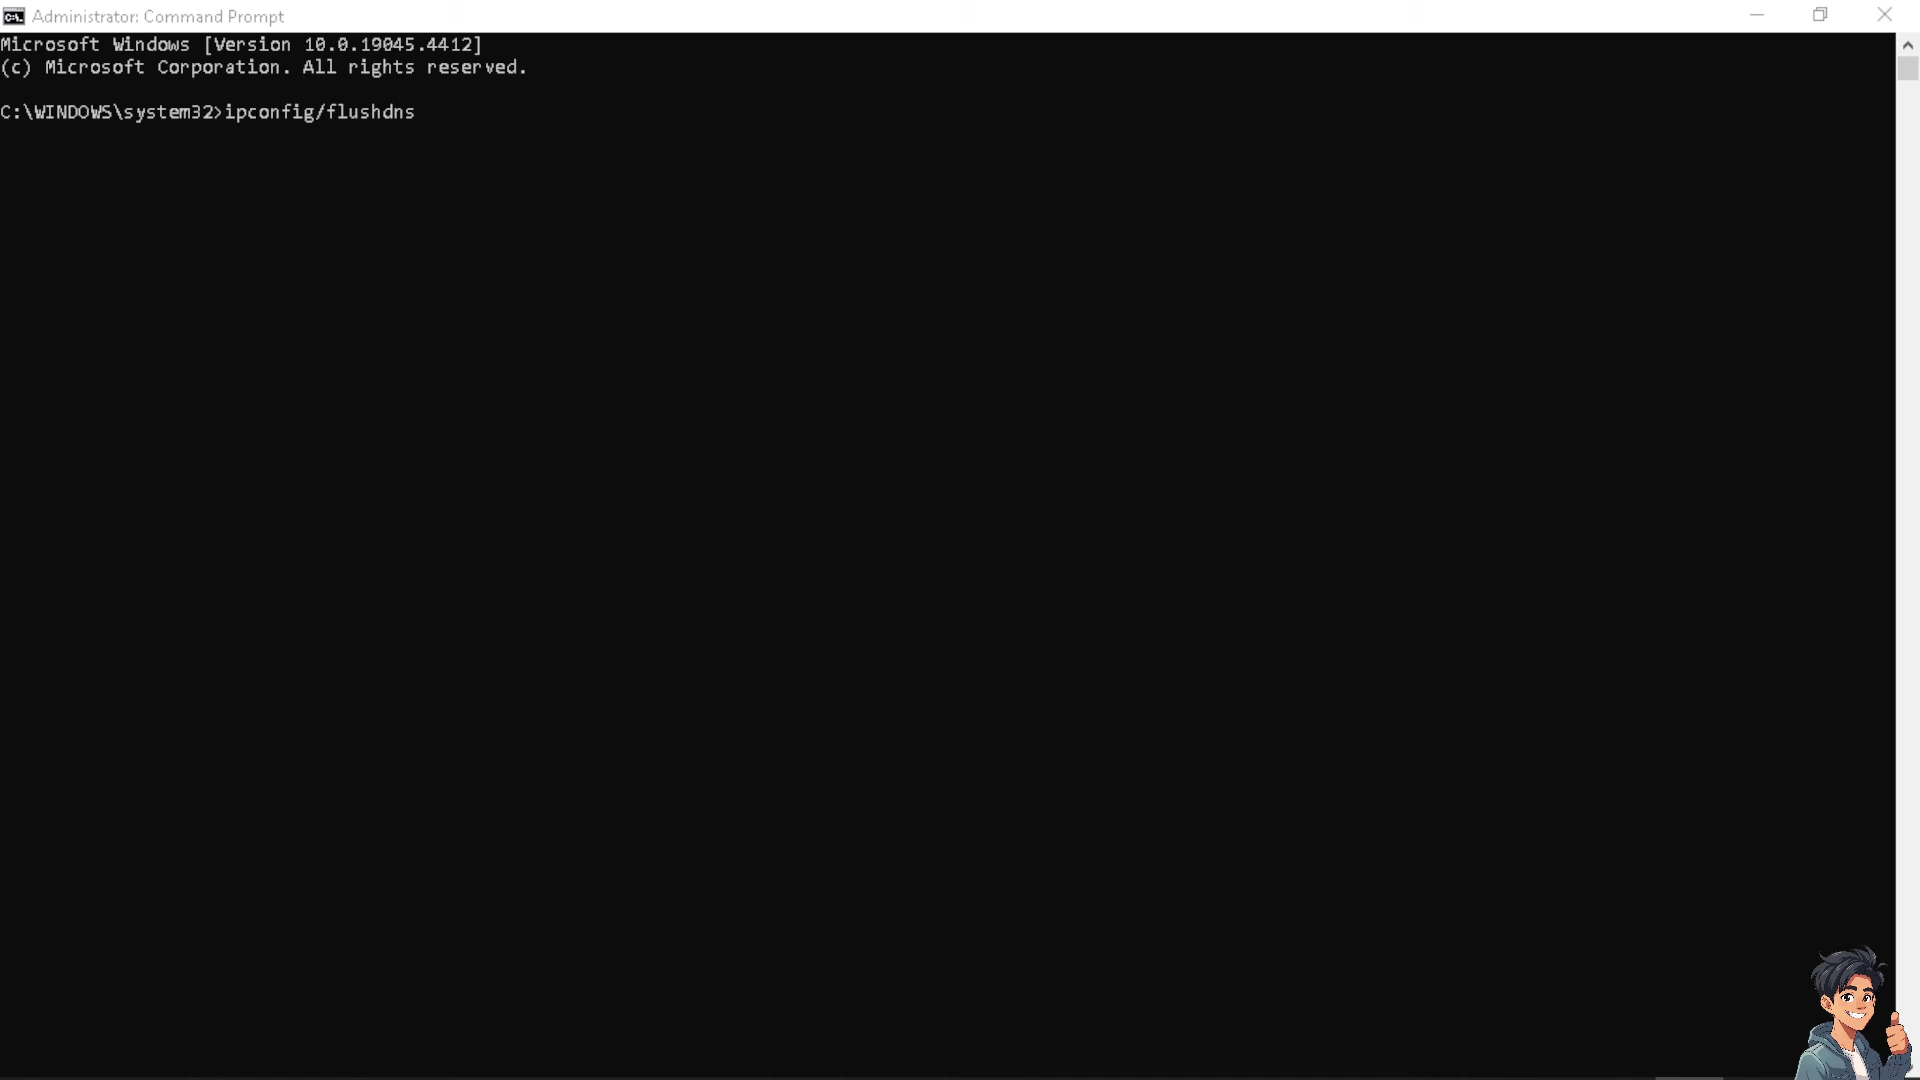 Administrator: Command Prompt
Microsoft Windows [Version 10.0.19045.4412]
(c) Microsoft Corporation. All rights reserved.
C:\WINDOWS\system32>ipconfig/flushdns